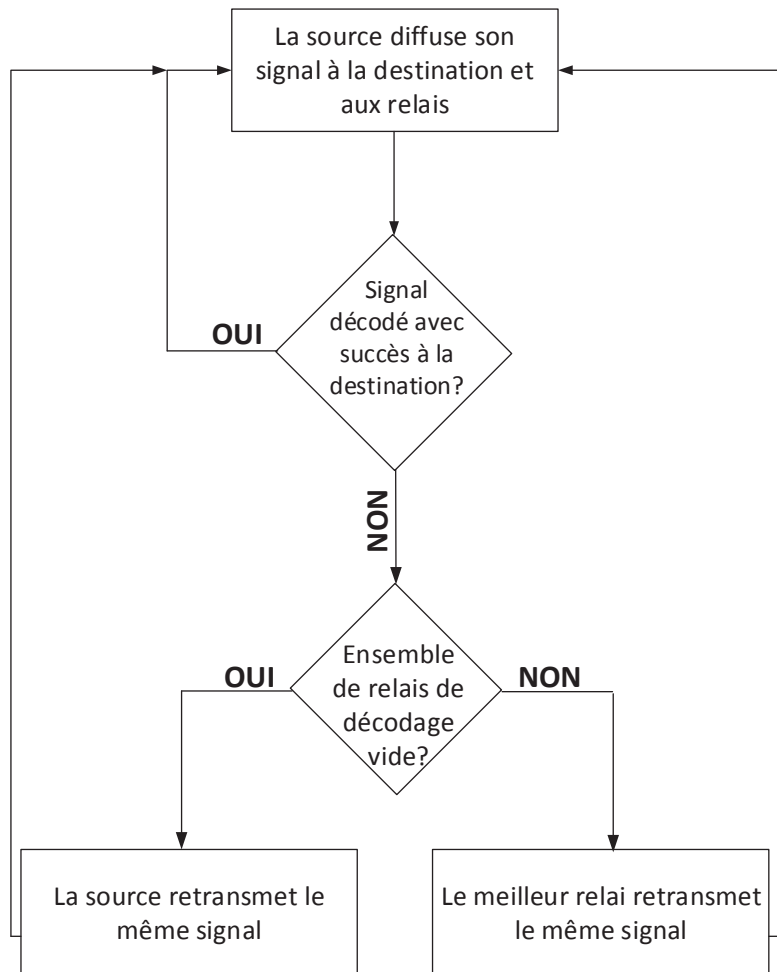 La source diffuse son
signal à la destination et
aux relais
Signal
décodé avec
succès à la
destination?
OUI
NON
Ensemble
de relais de
décodage
vide?
OUI
NON
La source retransmet le
même signal
Le meilleur relai retransmet
le même signal